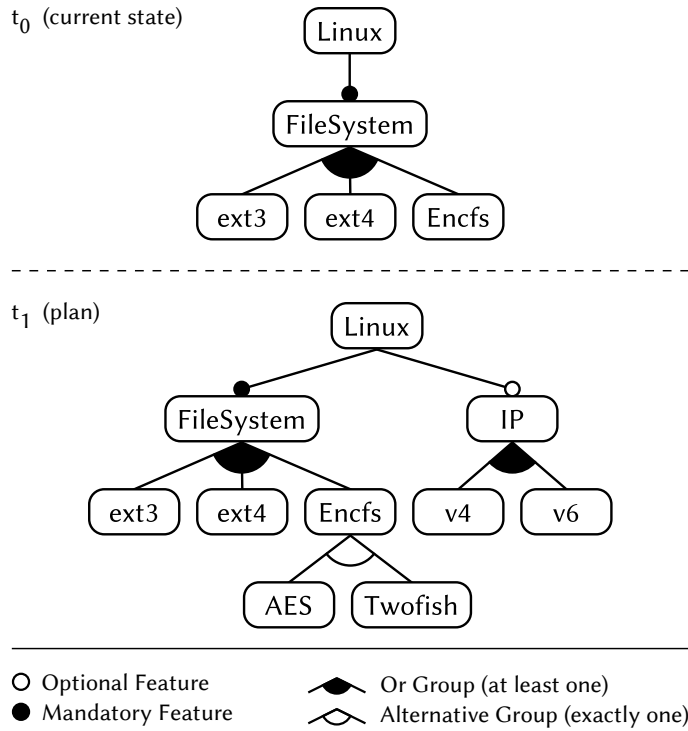 t0 (current state)
Linux
FileSystem
ext3 ext4 Encfs
t1 (plan)
Linux
FileSystem IP
ext3 ext4 Encfs v4 v6
AES Twofish
Optional Feature Or Group (at least one)
Mandatory Feature Alternative Group (exactly one)